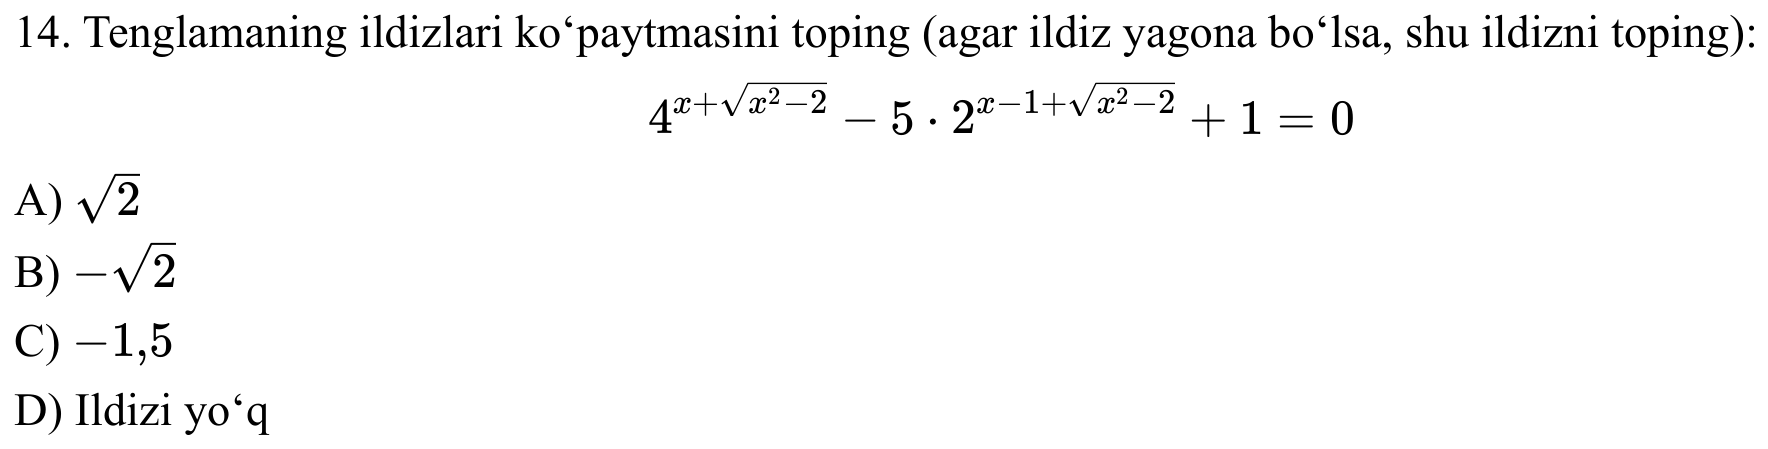 14. Tenglamaning ildizlari ko‘paytmasini toping (agar ildiz yagona bo‘lsa, shu ildizni toping):
$4^{x+\sqrt{x^2-2}} - 5 \cdot 2^{x-1+\sqrt{x^2-2}} + 1 = 0$
A) $\sqrt{2}$
B) $-\sqrt{2}$
C) −1,5
D) Ildizi yo‘q